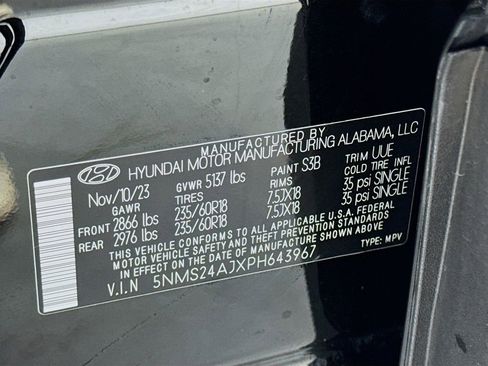 MANUFACTURED BY
HYUNDAI MOTOR MANUFACTURING ALABAMA, LLC
Nov/10/23 GVWR 5137 lbs PAINT S3B TRIM UUE
GAWR TIRES RIMS COLD TIRE INFL
FRONT 2866 lbs 235/60R18 7.5JX18 35 psi SINGLE
REAR 2976 lbs 235/60R18 7.5JX18 35 psi SINGLE
THIS VEHICLE CONFORMS TO ALL APPLICABLE U.S.A. FEDERAL
MOTOR VEHICLE SAFETY AND THEFT PREVENTION STANDARDS
IN EFFECT ON THE DATE OF MANUFACTURE SHOWN ABOVE.
V.I.N 5NMS24AJXPH643967 TYPE: MPV